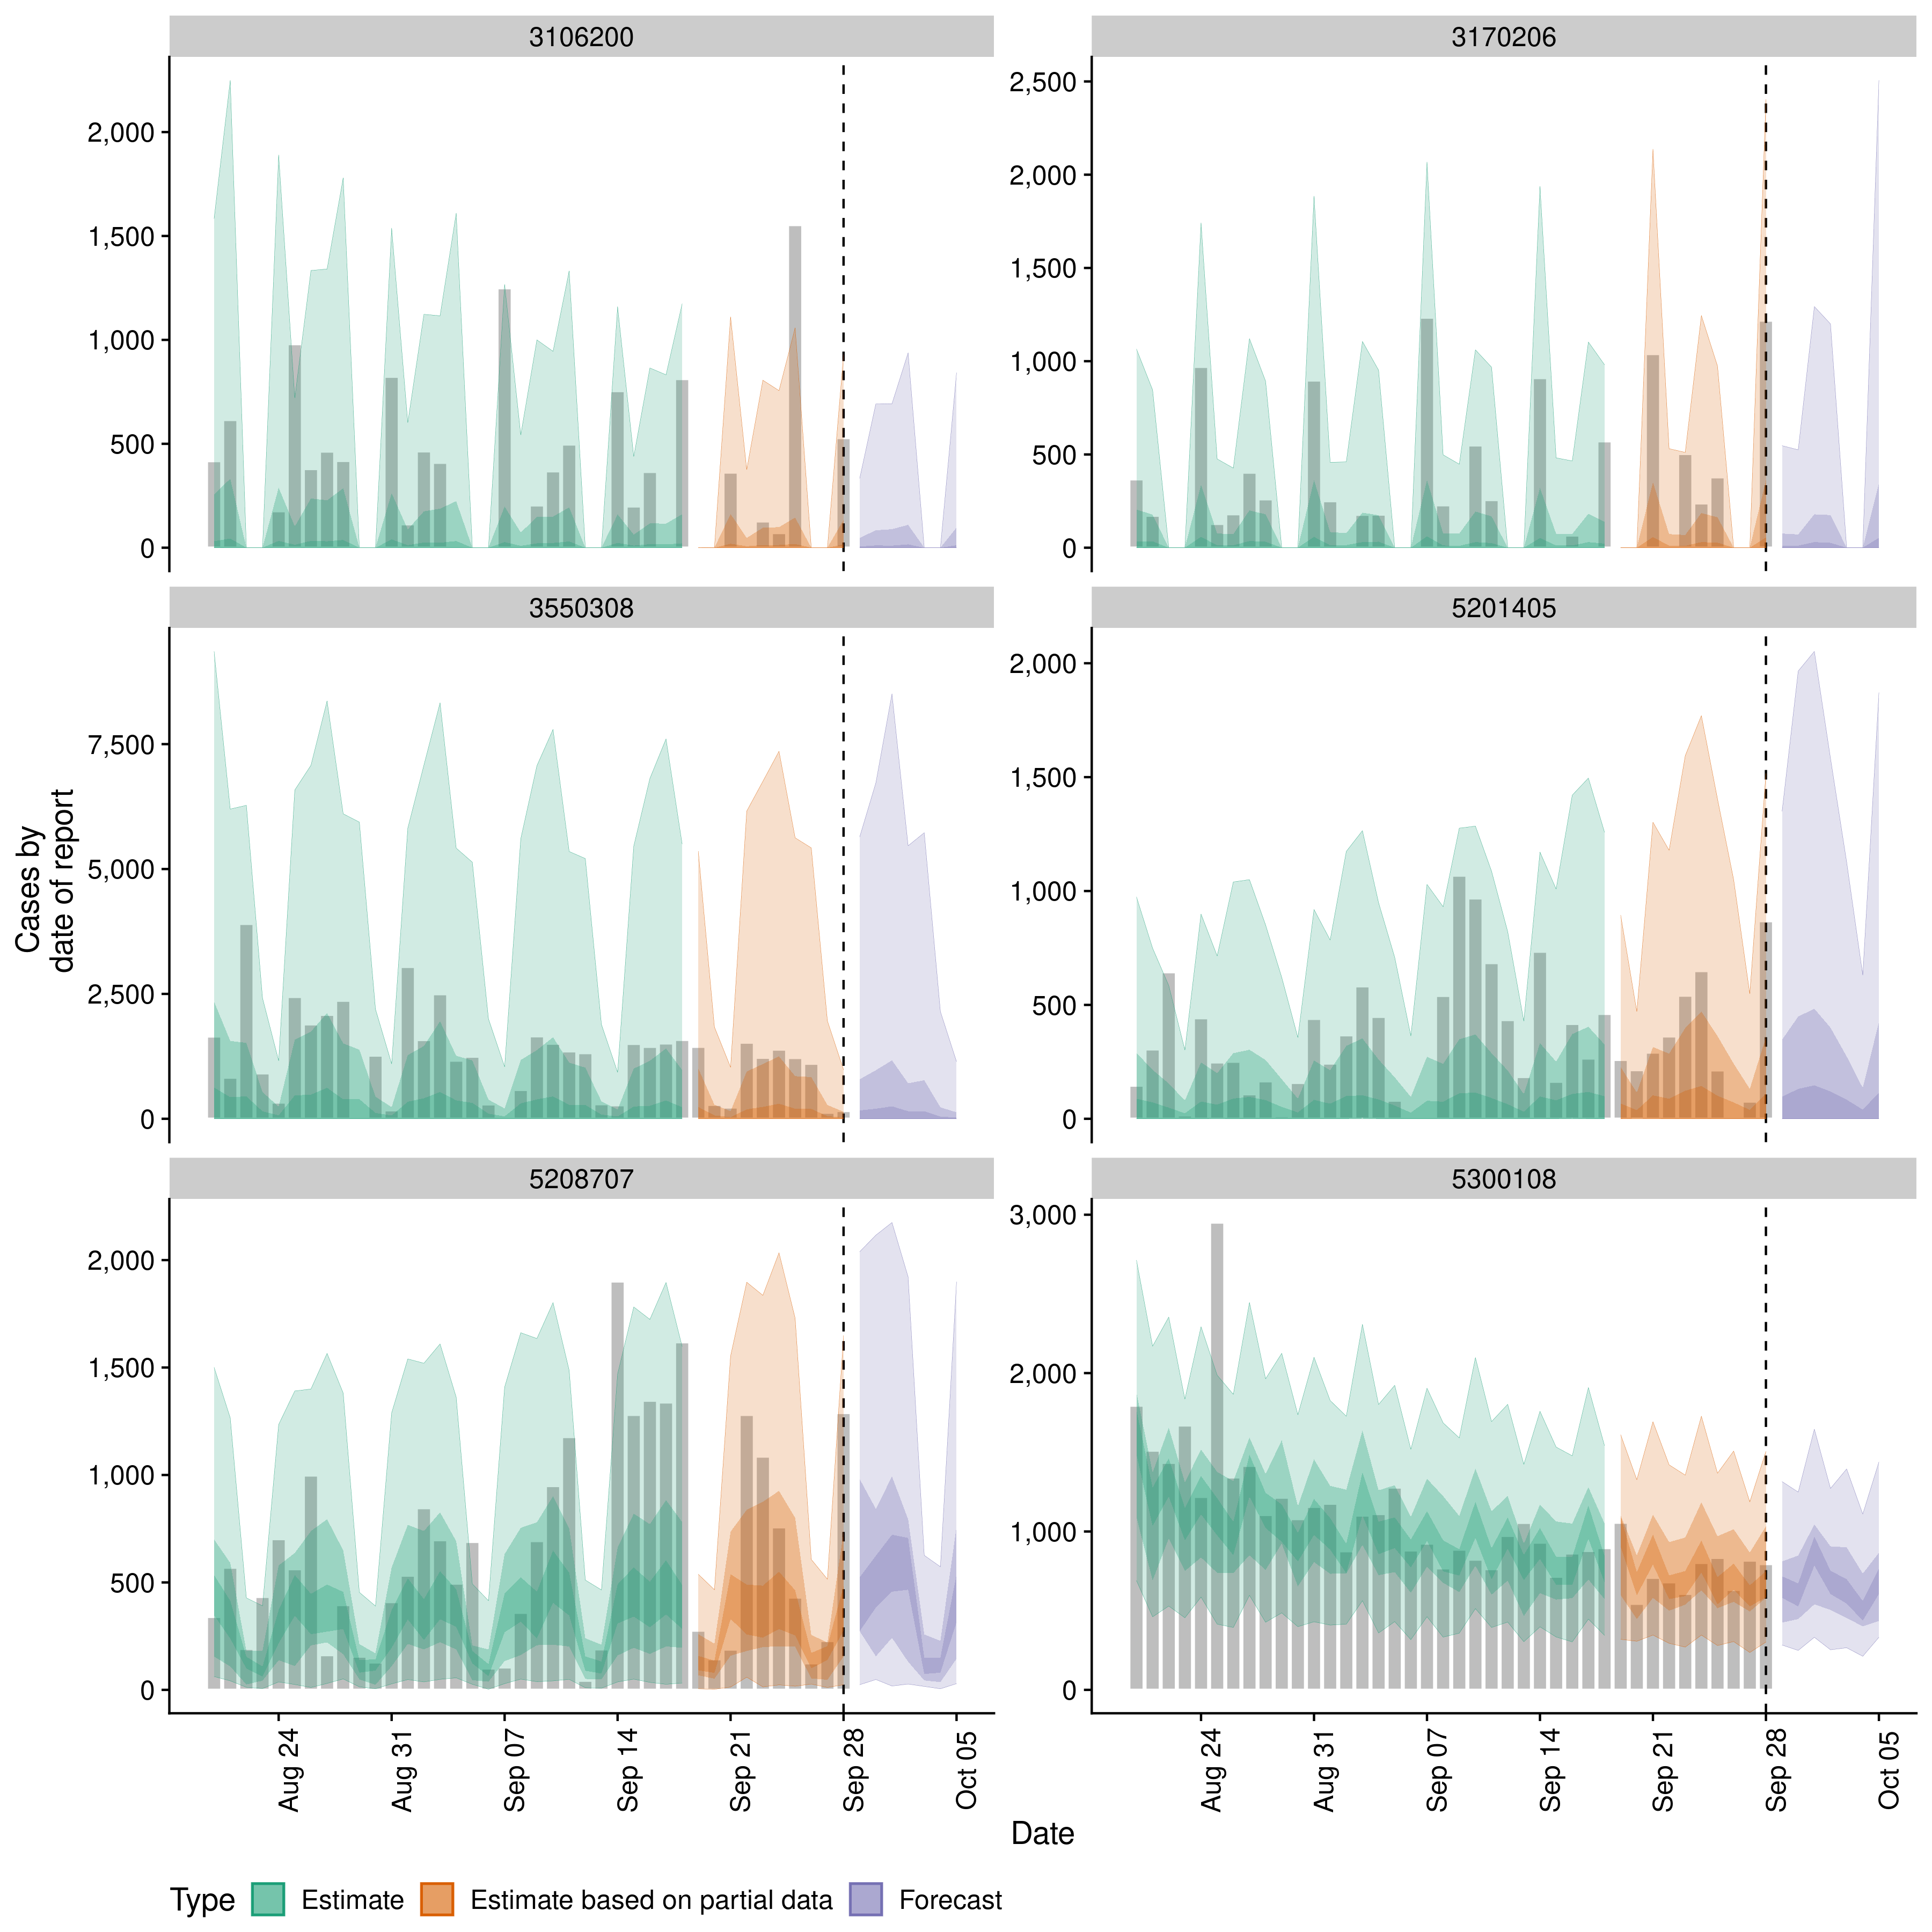 3106200
3170206
2,000
1,500
1,000
500
0
2,500
2,000
1,500
1,000
500
0
3550308
5201405
7,500
5,000
2,500
0
2,000
1,500
1,000
500
0
5208707
5300108
2,000
1,500
1,000
500
0
3,000
2,000
1,000
0
Cases by
date of report
Aug 24
Aug 31
Sep 07
Sep 14
Sep 21
Sep 28
Oct 05
Aug 24
Aug 31
Sep 07
Sep 14
Sep 21
Sep 28
Oct 05
Date
Type Estimate Estimate based on partial data Forecast